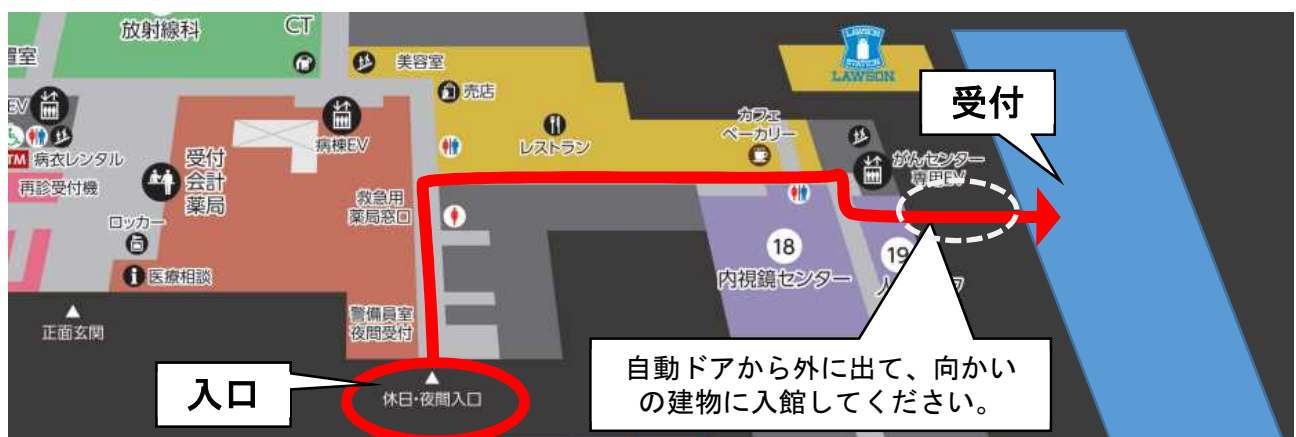 放射線科
CT
置室
美容室
売店
LAWSON
STATION
LAWSON
受付
カフェ
ベーカリー
EV
病棟EV
レストラン
がんセンター
専用EV
TM 病衣レンタル
再診受付機
受付
会計
薬局
救急用
薬局窓口
ロッカー
18
内視鏡センター
19
医療相談
正面玄関
警備員室
夜間受付
入口
休日・夜間入口
自動ドアから外に出て、向かい
の建物に入館してください。